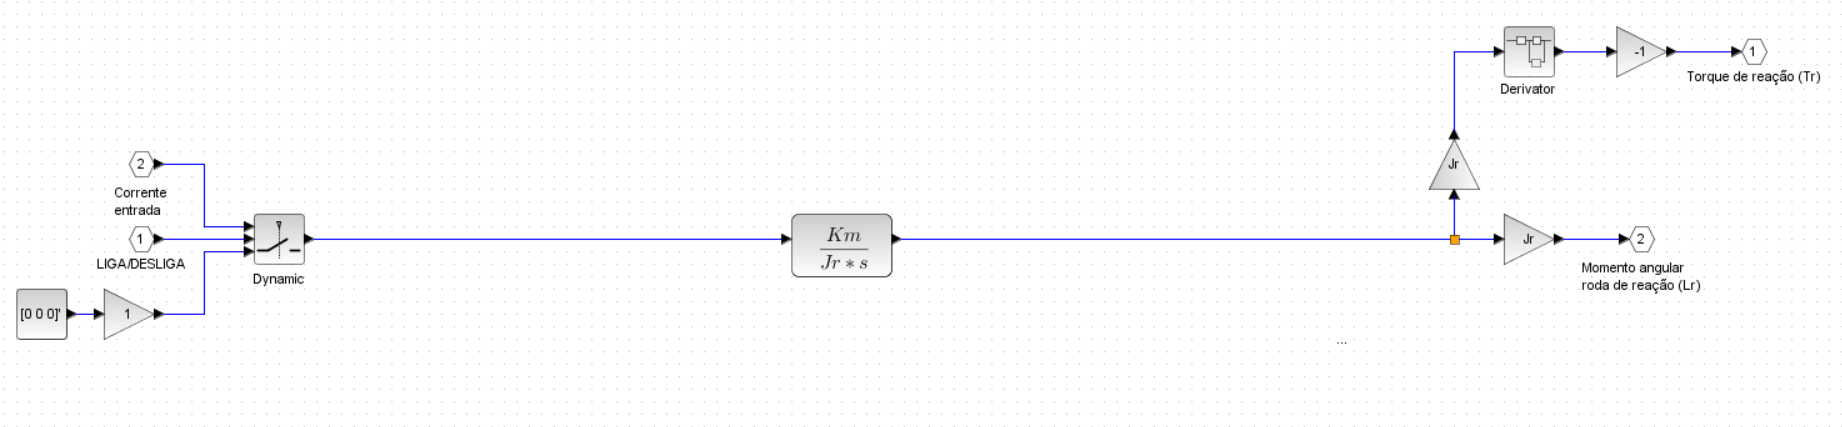 Derivator
-1
1
Torque de reação (Tr)
2
Corrente
entrada
Jr
1
LIGA/DESLIGA
Dynamic
Km
Jr * s
Jr
2
Momento angular
roda de reação (Lr)
[0 0 0]'
1
...